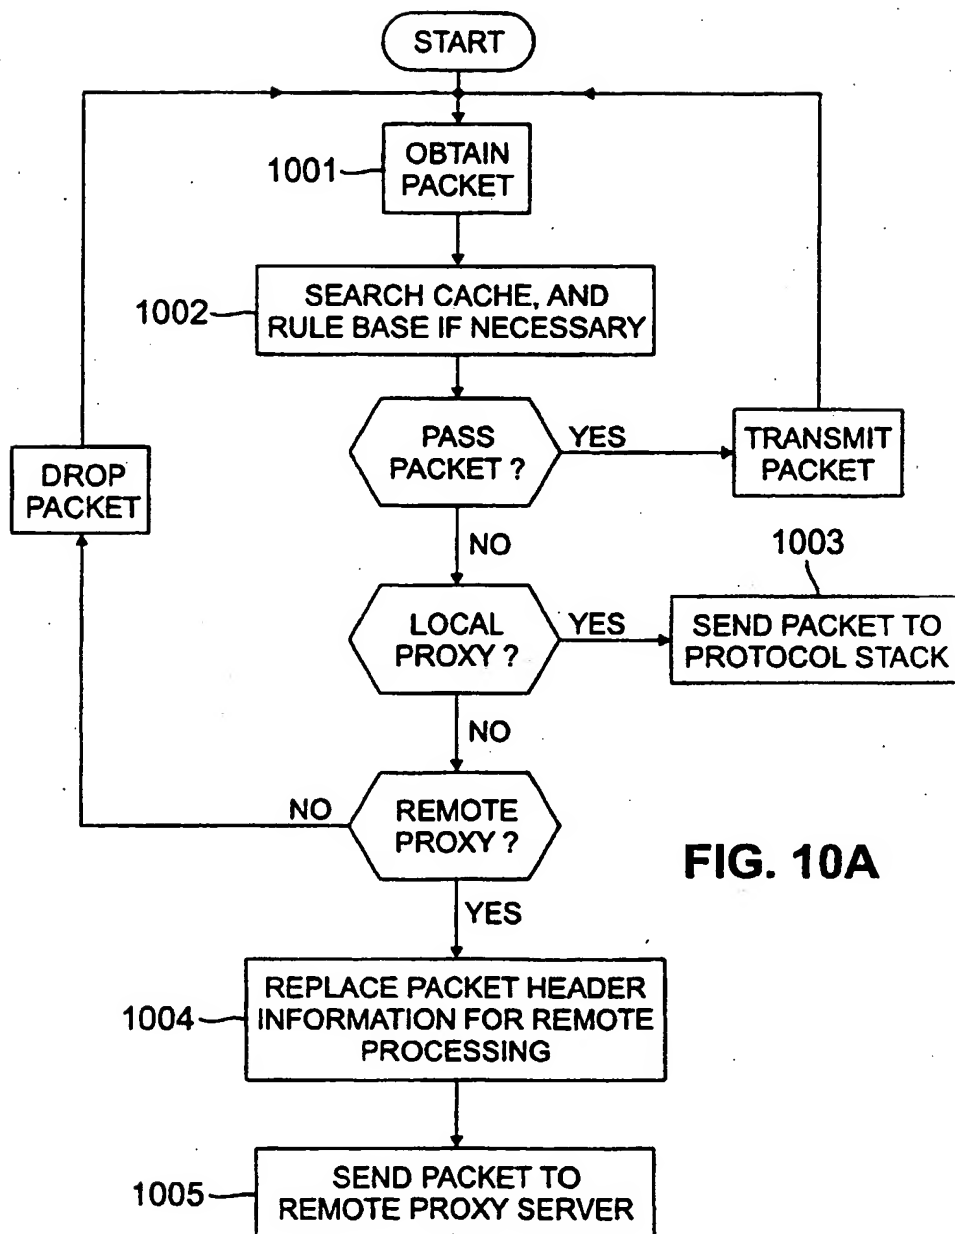 START
1001
OBTAIN
PACKET
1002
SEARCH CACHE, AND
RULE BASE IF NECESSARY
PASS
PACKET ?
YES
TRANSMIT
PACKET
DROP
PACKET
NO
1003
LOCAL
PROXY ?
YES
SEND PACKET TO
PROTOCOL STACK
NO
REMOTE
PROXY ?
NO
FIG. 10A
YES
1004
REPLACE PACKET HEADER
INFORMATION FOR REMOTE
PROCESSING
1005
SEND PACKET TO
REMOTE PROXY SERVER